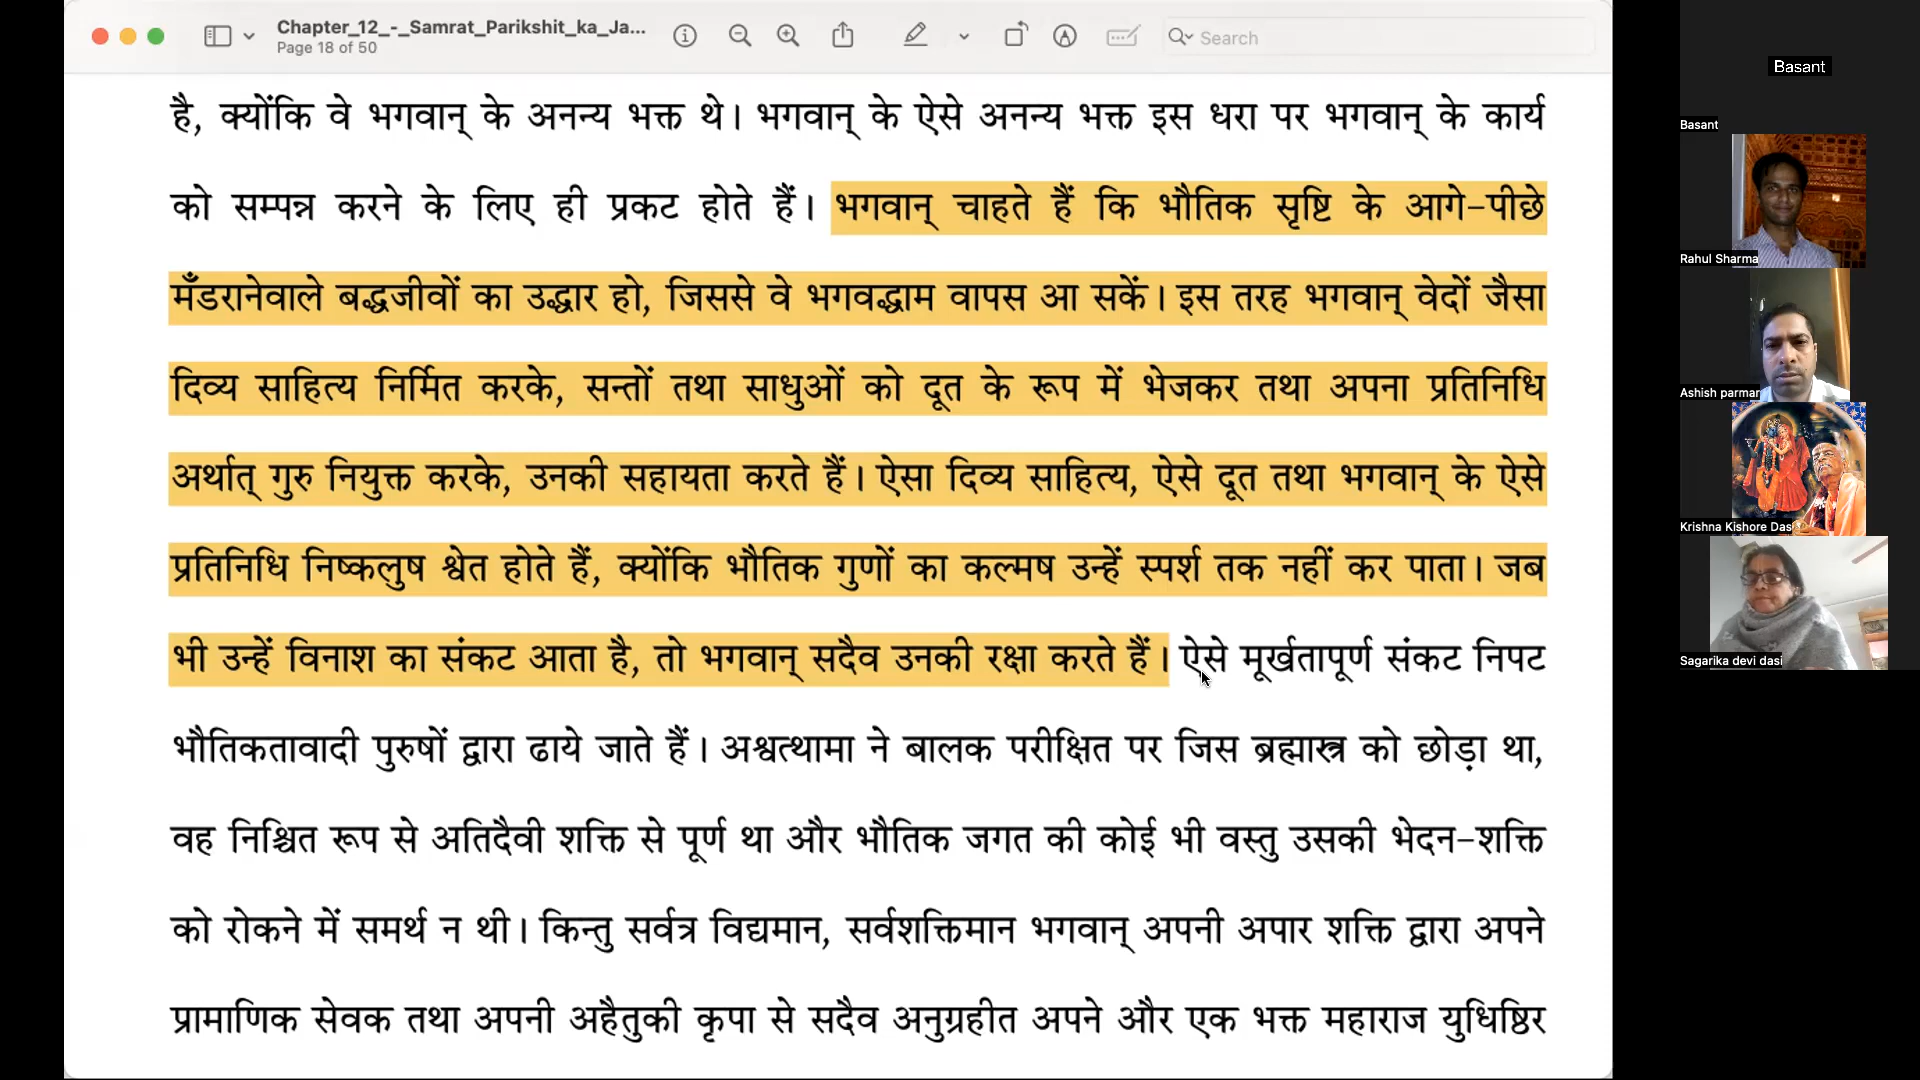 Chapter_12_-_Samrat_Parikshit_ka_Ja...
Page 18 of 50
Search
है, क्योंकि वे भगवान् के अनन्य भक्त थे। भगवान् के ऐसे अनन्य भक्त इस धरा पर भगवान् के कार्य
को सम्पन्न करने के लिए ही प्रकट होते हैं। भगवान् चाहते हैं कि भौतिक सृष्टि के आगे-पीछे
मँडरानेवाले बद्धजीवों का उद्धार हो, जिससे वे भगवद्धाम वापस आ सकें। इस तरह भगवान् वेदों जैसा
दिव्य साहित्य निर्मित करके, सन्तों तथा साधुओं को दूत के रूप में भेजकर तथा अपना प्रतिनिधि
अर्थात् गुरु नियुक्त करके, उनकी सहायता करते हैं। ऐसा दिव्य साहित्य, ऐसे दूत तथा भगवान् के ऐसे
प्रतिनिधि निष्कलुष श्वेत होते हैं, क्योंकि भौतिक गुणों का कल्मष उन्हें स्पर्श तक नहीं कर पाता। जब
भी उन्हें विनाश का संकट आता है, तो भगवान् सदैव उनकी रक्षा करते हैं। ऐसे मूर्खतापूर्ण संकट निपट
भौतिकतावादी पुरुषों द्वारा ढाये जाते हैं। अश्वत्थामा ने बालक परीक्षित पर जिस ब्रह्मास्त्र को छोड़ा था,
वह निश्चित रूप से अतिदैवी शक्ति से पूर्ण था और भौतिक जगत की कोई भी वस्तु उसकी भेदन-शक्ति
को रोकने में समर्थ न थी। किन्तु सर्वत्र विद्यमान, सर्वशक्तिमान भगवान् अपनी अपार शक्ति द्वारा अपने
प्रामाणिक सेवक तथा अपनी अहैतुकी कृपा से सदैव अनुग्रहीत अपने और एक भक्त महाराज युधिष्ठिर
Basant
Basant
Rahul Sharma
Ashish parmar
Krishna Kishore Das
Sagarika devi dasi